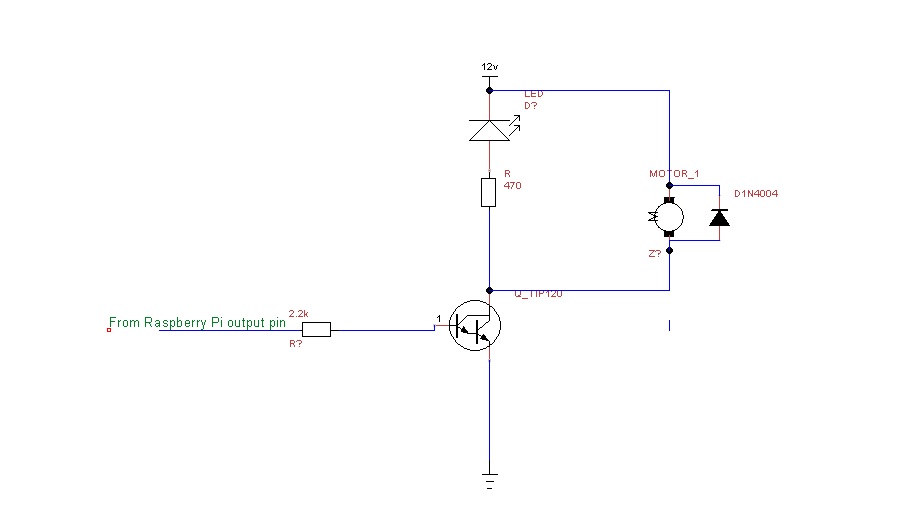 12v
LED
D?
R
470
MOTOR_1
M
D1N4004
Z?
Q_TIP120
1
From Raspberry Pi output pin
2.2k
R?